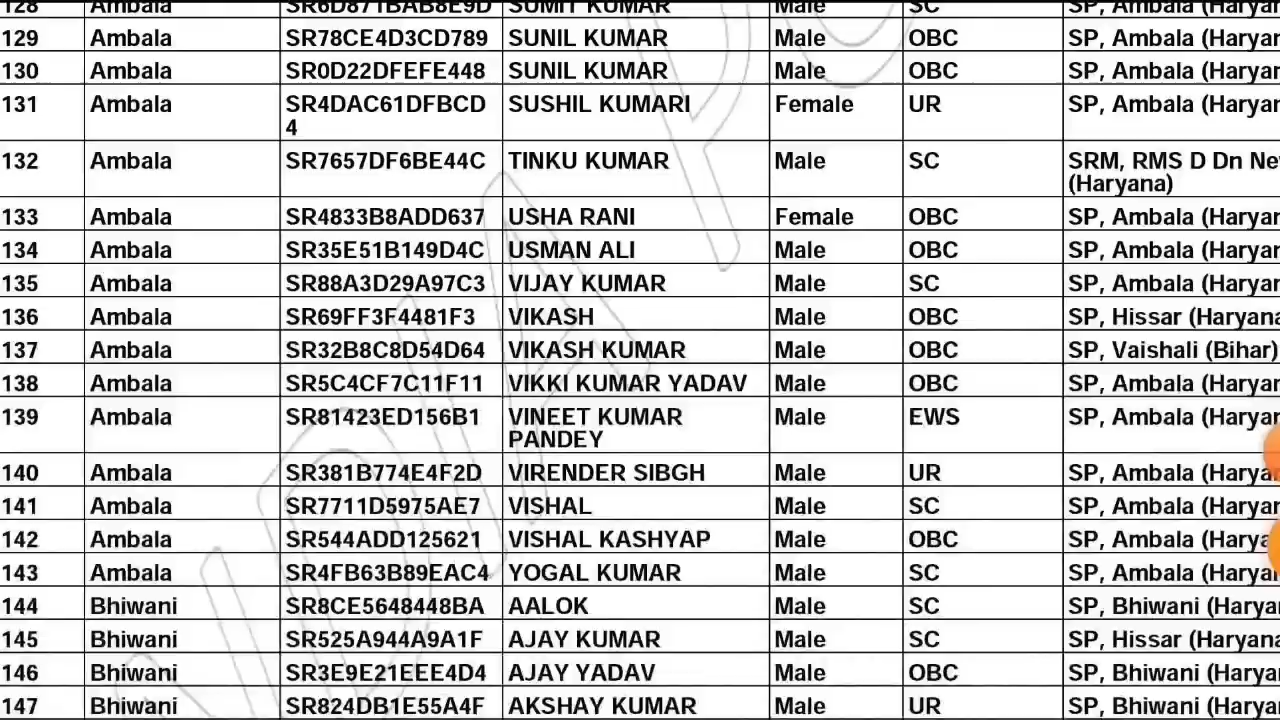 128 Ambala SR6D871BAB8E9D SUMIT KUMAR Male SC SP, Ambala (Haryan
129 Ambala SR78CE4D3CD789 SUNIL KUMAR Male OBC SP, Ambala (Haryan
130 Ambala SR0D22DFEFE448 SUNIL KUMAR Male OBC SP, Ambala (Haryan
131 Ambala SR4DAC61DFBCD SUSHIL KUMARI Female UR SP, Ambala (Haryan
4
132 Ambala SR7657DF6BE44C TINKU KUMAR Male SC SRM, RMS D Dn New
(Haryana)
133 Ambala SR4833B8ADD637 USHA RANI Female OBC SP, Ambala (Haryan
134 Ambala SR35E51B149D4C USMAN ALI Male OBC SP, Ambala (Haryan
135 Ambala SR88A3D29A97C3 VIJAY KUMAR Male SC SP, Ambala (Haryan
136 Ambala SR69FF3F4481F3 VIKASH Male OBC SP, Hissar (Haryana
137 Ambala SR32B8C8D54D64 VIKASH KUMAR Male OBC SP, Vaishali (Bihar)
138 Ambala SR5C4CF7C11F11 VIKKI KUMAR YADAV Male OBC SP, Ambala (Haryan
139 Ambala SR81423ED156B1 VINEET KUMAR Male EWS SP, Ambala (Haryan
PANDEY
140 Ambala SR381B774E4F2D VIRENDER SIBGH Male UR SP, Ambala (Harya
141 Ambala SR7711D5975AE7 VISHAL Male SC SP, Ambala (Haryan
142 Ambala SR544ADD125621 VISHAL KASHYAP Male OBC SP, Ambala (Harya
143 Ambala SR4FB63B89EAC4 YOGAL KUMAR Male SC SP, Ambala (Haryan
144 Bhiwani SR8CE5648448BA AALOK Male SC SP, Bhiwani (Haryan
145 Bhiwani SR525A944A9A1F AJAY KUMAR Male SC SP, Hissar (Haryana
146 Bhiwani SR3E9E21EEE4D4 AJAY YADAV Male OBC SP, Bhiwani (Haryan
147 Bhiwani SR824DB1E55A4F AKSHAY KUMAR Male UR SP, Bhiwani (Haryan